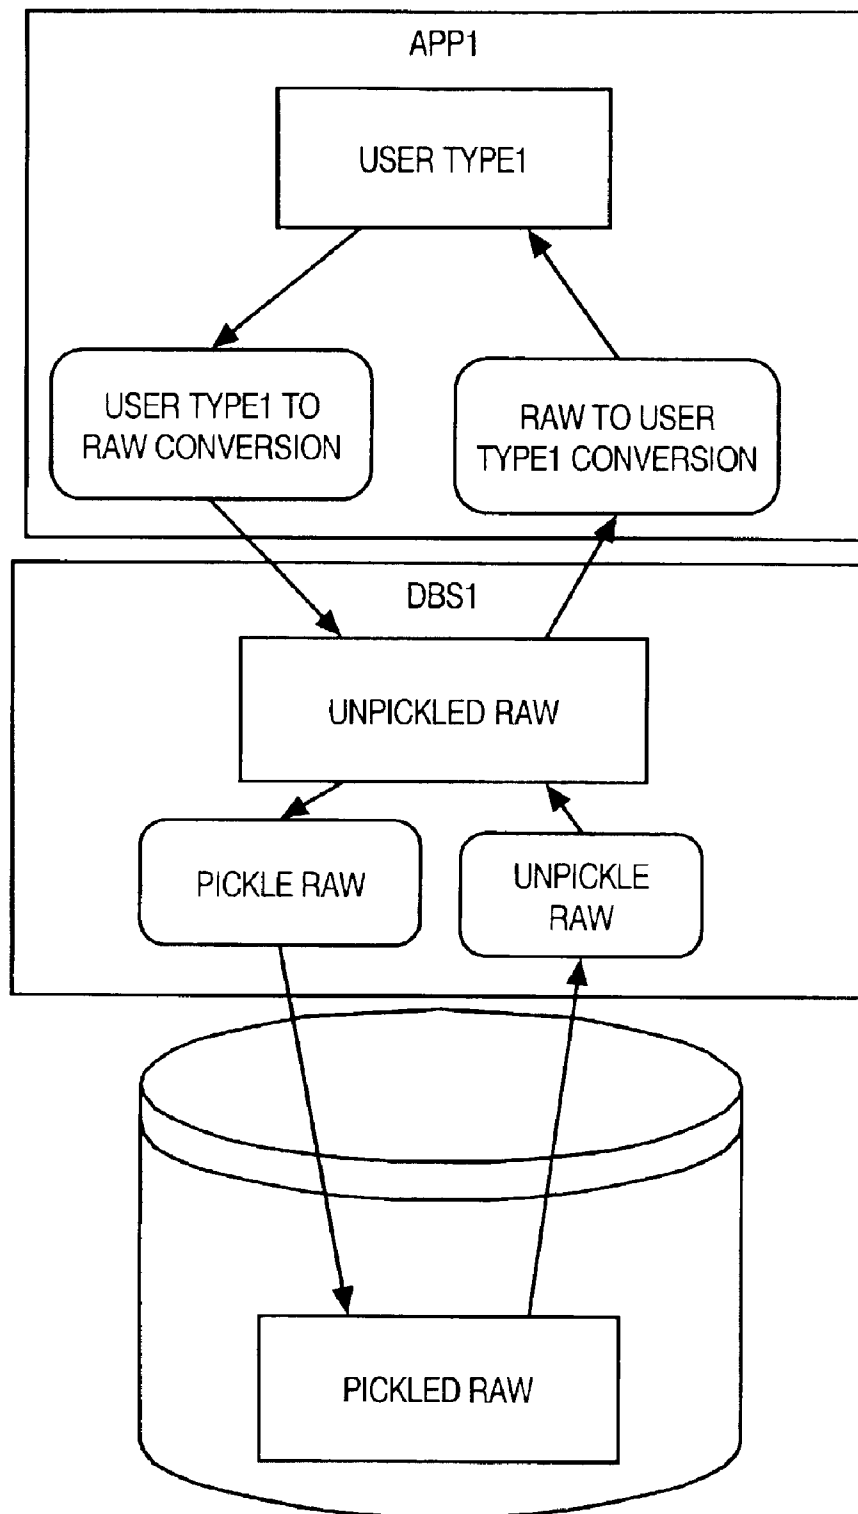 APP1
USER TYPE1
USER TYPE1 TO
RAW CONVERSION
RAW TO USER
TYPE1 CONVERSION
DBS1
UNPICKLED RAW
PICKLE RAW
UNPICKLE
RAW
PICKLED RAW